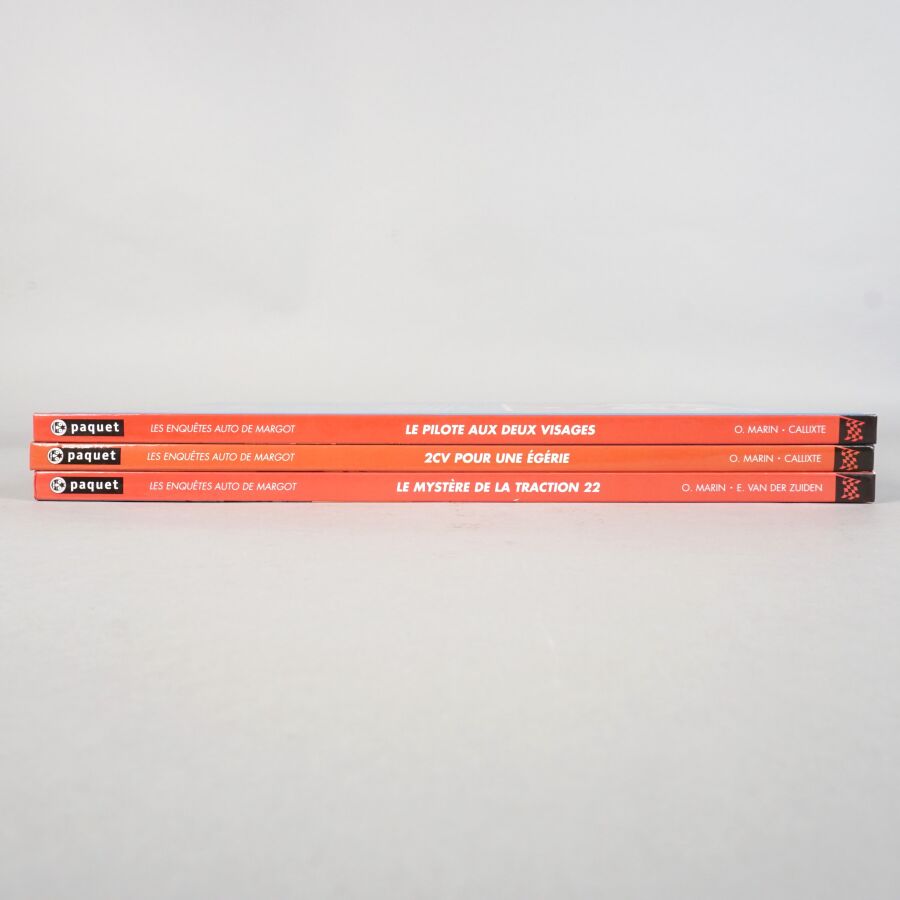 paquet LES ENQUÊTES AUTO DE MARGOT LE PILOTE AUX DEUX VISAGES O. MARIN • CALLIXTE
paquet LES ENQUÊTES AUTO DE MARGOT 2CV POUR UNE ÉGÉRIE O. MARIN • CALLIXTE
paquet LES ENQUÊTES AUTO DE MARGOT LE MYSTÈRE DE LA TRACTION 22 O. MARIN • E. VAN DER ZUIDEN